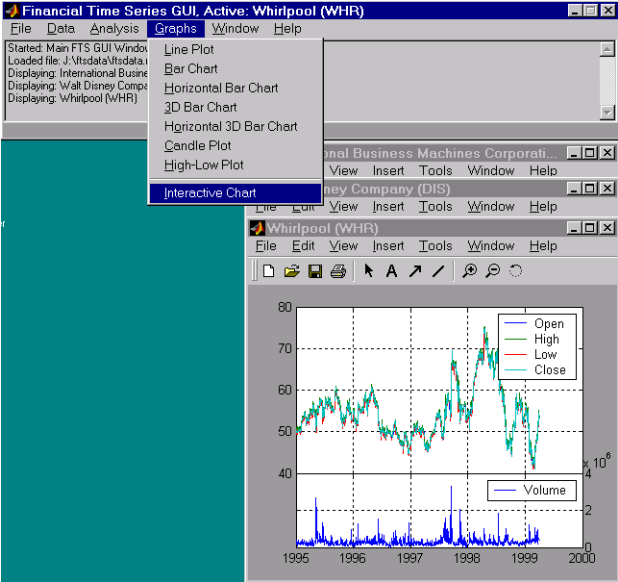 Financial Time Series GUI, Active: Whirlpool (WHR)
File Data Analysis Graphs Window Help
Started: Main FTS GUI Window
Loaded file: J:\ftsdata\ftsdata.
Displaying: International Busine
Displaying: Walt Disney Compa
Displaying: Whirlpool (WHR)
Line Plot
Bar Chart
Horizontal Bar Chart
3D Bar Chart
Horizontal 3D Bar Chart
Candle Plot
High-Low Plot
Interactive Chart
onal Business Machines Corporati...
View Insert Tools Window Help
ney Company (DIS)
File Edit View Insert Tools Window Help
Whirlpool (WHR)
File Edit View Insert Tools Window Help
A
80
70
60
50
40
Open
High
Low
Close
x 10^6
4
2
0
Volume
1995 1996 1997 1998 1999 2000